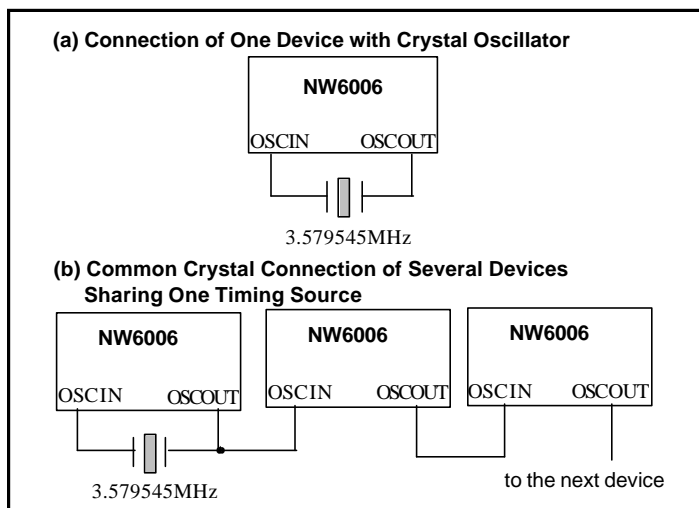 (a) Connection of One Device with Crystal Oscillator
NW6006
OSCIN OSCOUT
3.579545MHz
(b) Common Crystal Connection of Several Devices
Sharing One Timing Source
NW6006 NW6006 NW6006
OSCIN OSCOUT OSCIN OSCOUT OSCIN OSCOUT
to the next device
3.579545MHz